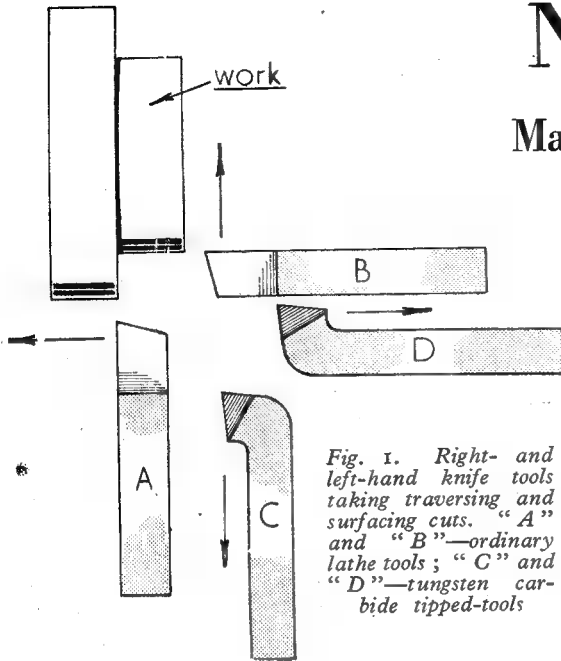 N
Ma
work
B
D
A
C
Fig. 1. Right- and
left-hand knife tools
taking traversing and
surfacing cuts. “A”
and “B”—ordinary
lathe tools; “C” and
“D”—tungsten car-
bide tipped-tools